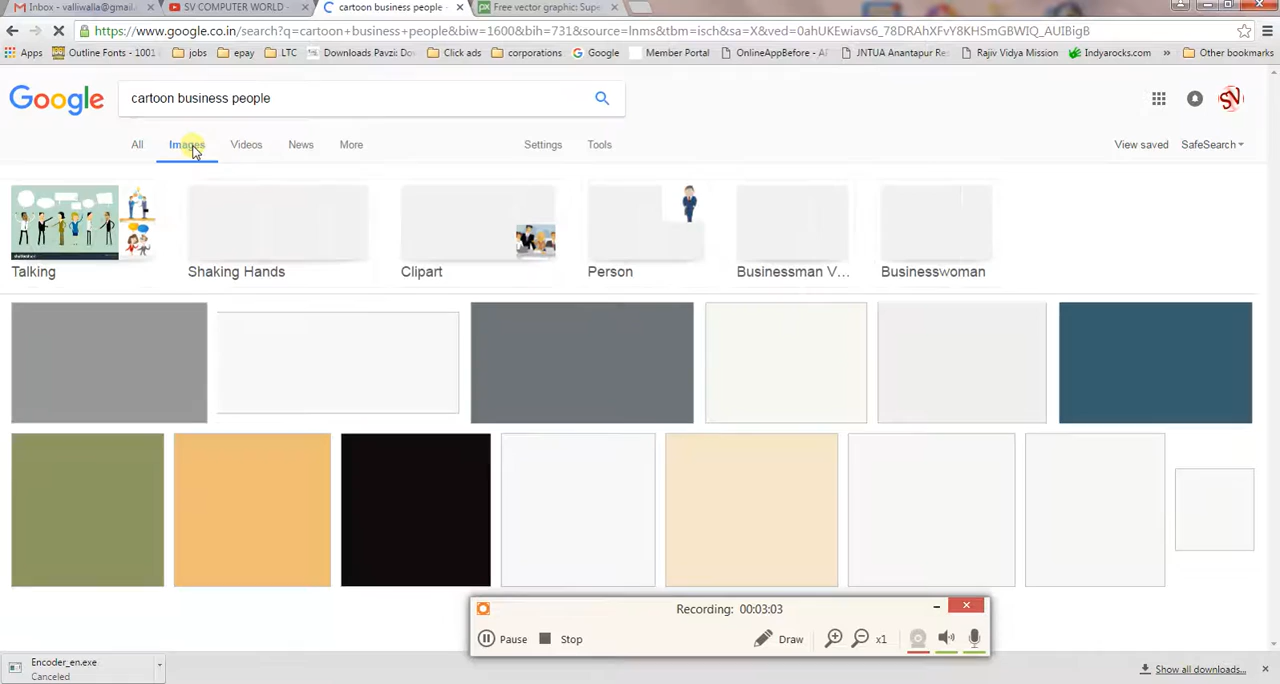 Inbox - valliwalla@gmail.
SV COMPUTER WORLD -
cartoon business people -
Free vector graphic: Supe
https://www.google.co.in/search?q=cartoon+business+people&biw=1600&bih=731&source=lnms&tbm=isch&sa=X&ved=0ahUKEwiavs6_78DRAhXFvY8KHSmGBWIQ_AUIBigB
Apps
Outline Fonts - 1001
jobs
epay
LTC
Downloads Pavzi: Do
Click ads
corporations
Google
Member Portal
OnlineAppBefore - AF
JNTUA Anantapur Re
Rajiv Vidya Mission
Indyarocks.com
»
Other bookmarks
Google
cartoon business people
SV
All
Images
Videos
News
More
Settings
Tools
View saved
SafeSearch
Talking
Shaking Hands
Clipart
Person
Businessman V...
Businesswoman
Recording: 00:03:03
Pause
Stop
Draw
x1
Encoder_en.exe
Canceled
Show all downloads...